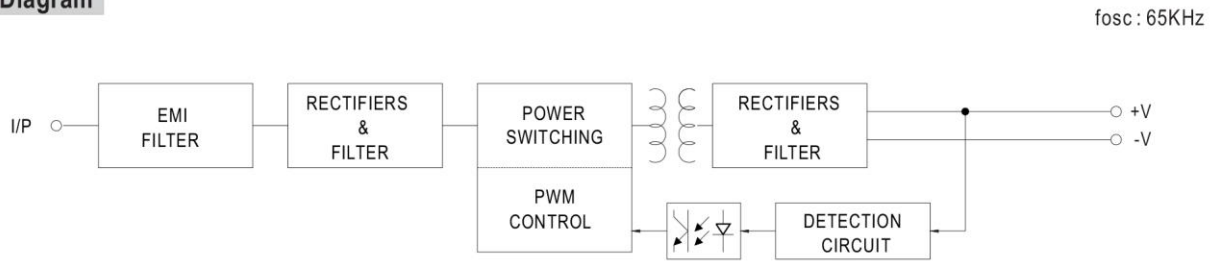 Diagram
fosc : 65KHz
I/P
EMI
FILTER
RECTIFIERS
&
FILTER
POWER
SWITCHING
PWM
CONTROL
RECTIFIERS
&
FILTER
+V
-V
DETECTION
CIRCUIT